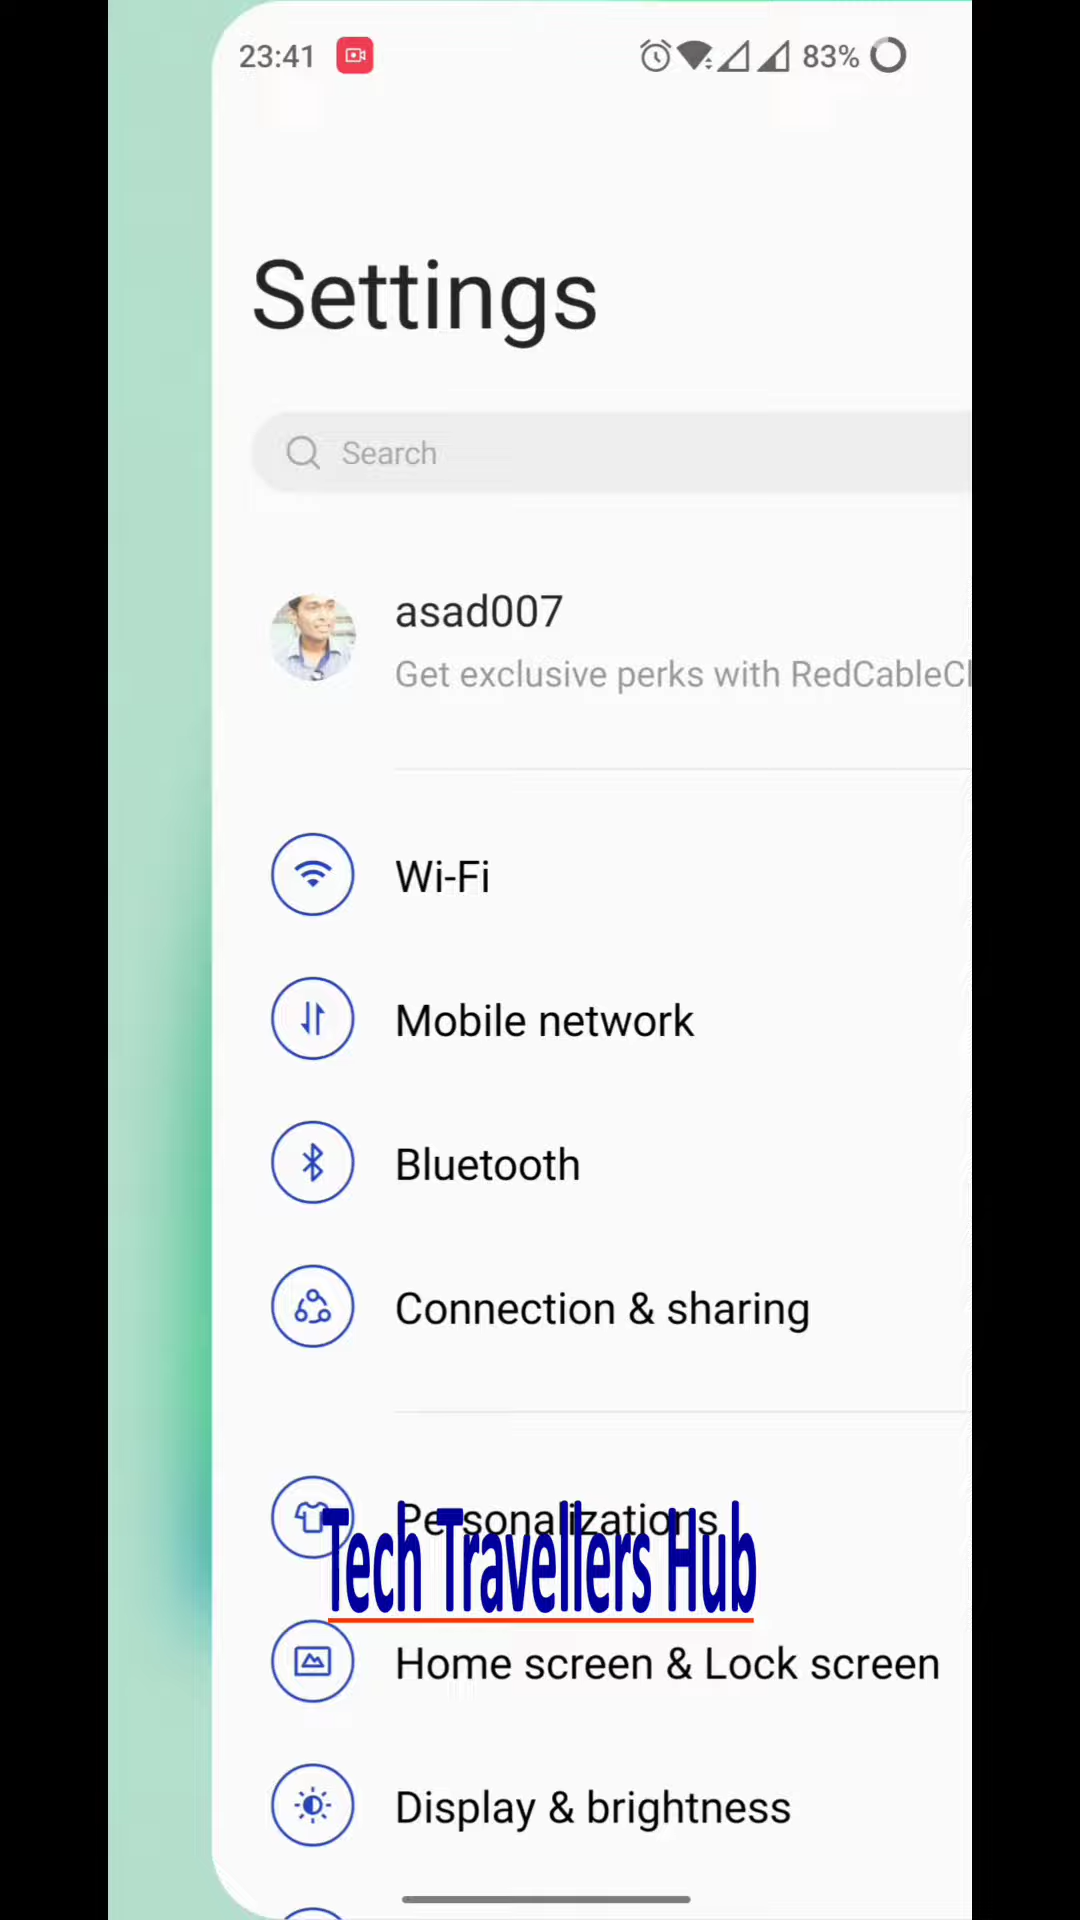 23:41 83%
Settings
Search
asad007
Get exclusive perks with RedCableCl
Wi-Fi
Mobile network
Bluetooth
Connection & sharing
Personalizations
Tech Travellers Hub
Home screen & Lock screen
Display & brightness